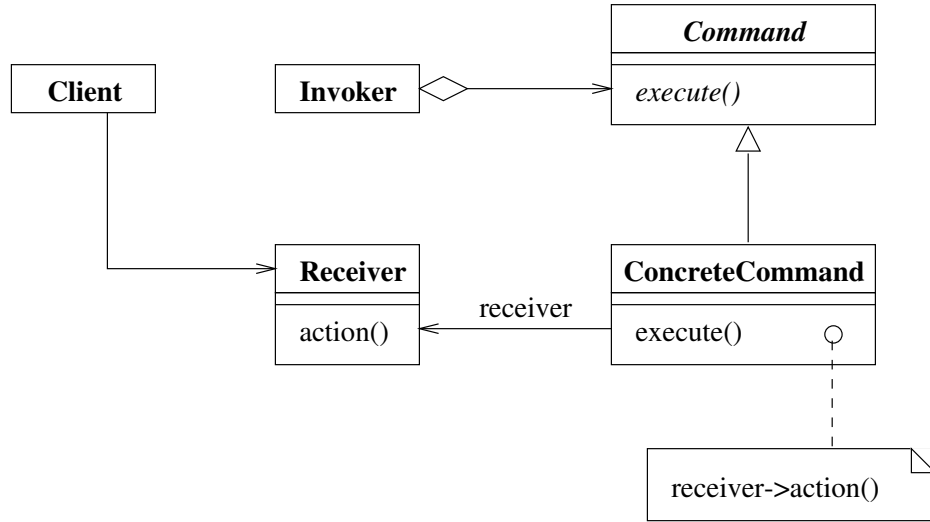 Command
Client
Invoker
execute()
Receiver
ConcreteCommand
receiver
action()
execute()
receiver->action()